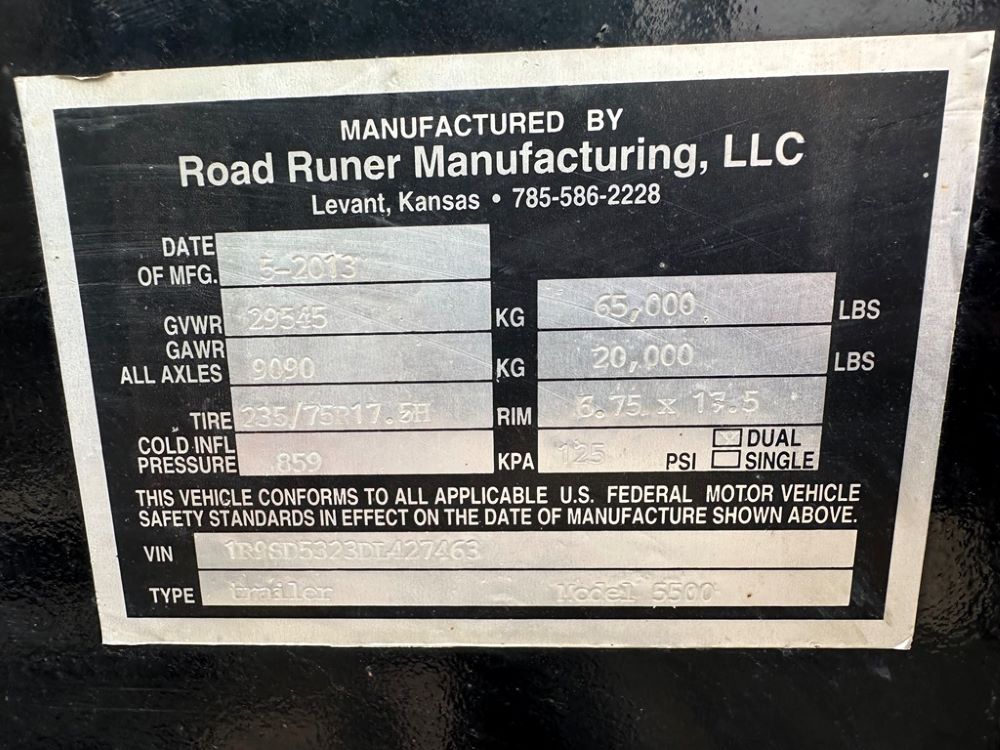 MANUFACTURED BY
Road Runer Manufacturing, LLC
Levant, Kansas • 785-586-2228
DATE OF MFG. 5-2013
GVWR 29545 KG 65,000 LBS
GAWR ALL AXLES 9090 KG 20,000 LBS
TIRE 235/75R17.5H RIM 6.75 x 17.5
COLD INFL PRESSURE 859 KPA 125 PSI DUAL SINGLE
THIS VEHICLE CONFORMS TO ALL APPLICABLE U.S. FEDERAL MOTOR VEHICLE
SAFETY STANDARDS IN EFFECT ON THE DATE OF MANUFACTURE SHOWN ABOVE.
VIN 1R9SD5323DL427463
TYPE trailer Model 5500